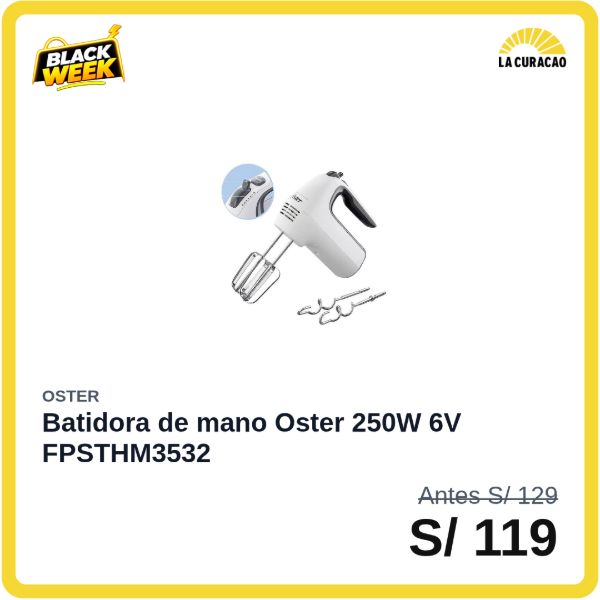 BLACK
WEEK
LA CURACAO
OSTER
Batidora de mano Oster 250W 6V
FPSTHM3532
Antes S/ 129
S/ 119